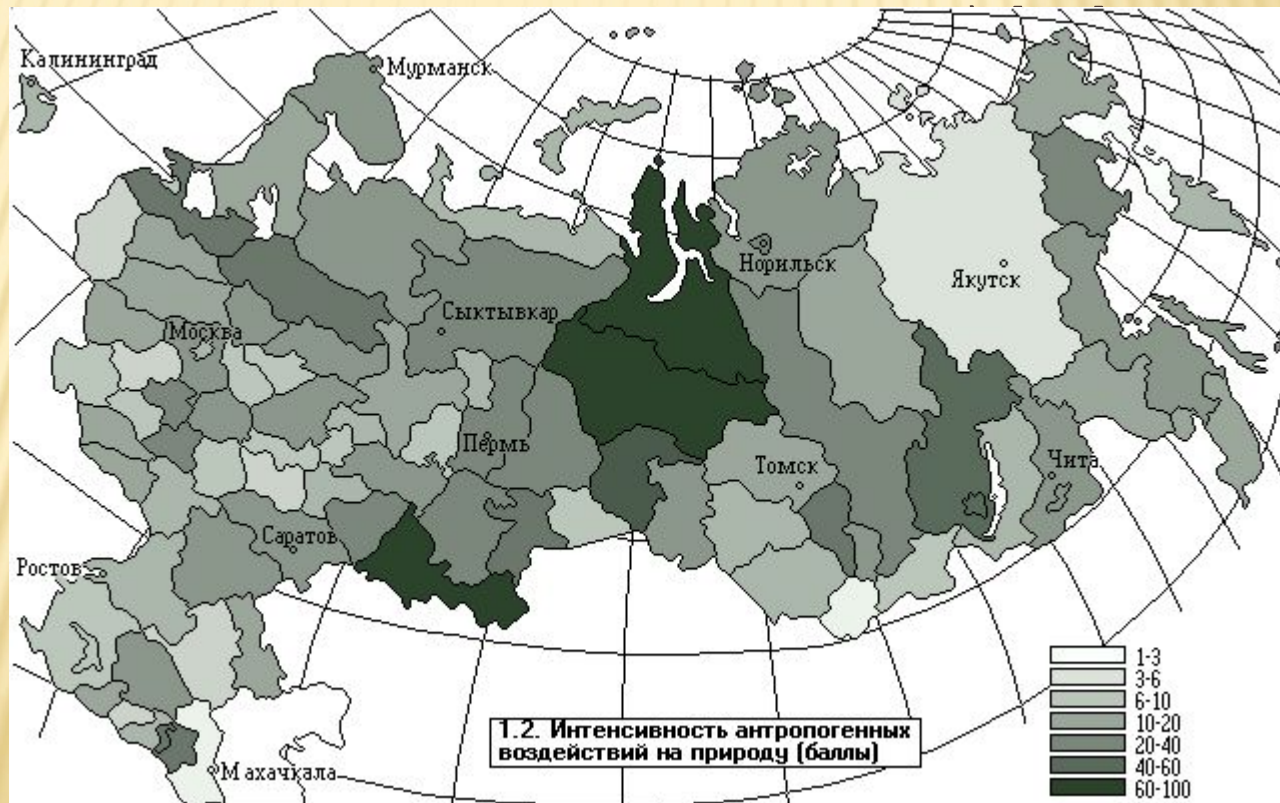 Калининград
Мурманск
Норильск
Якутск
Сыктывкар
Москва
Пермь
Томск
Чита
Саратов
Ростов
Махачкала
1.2. Интенсивность антропогенных
воздействий на природу (баллы)
1-3
3-6
6-10
10-20
20-40
40-60
60-100